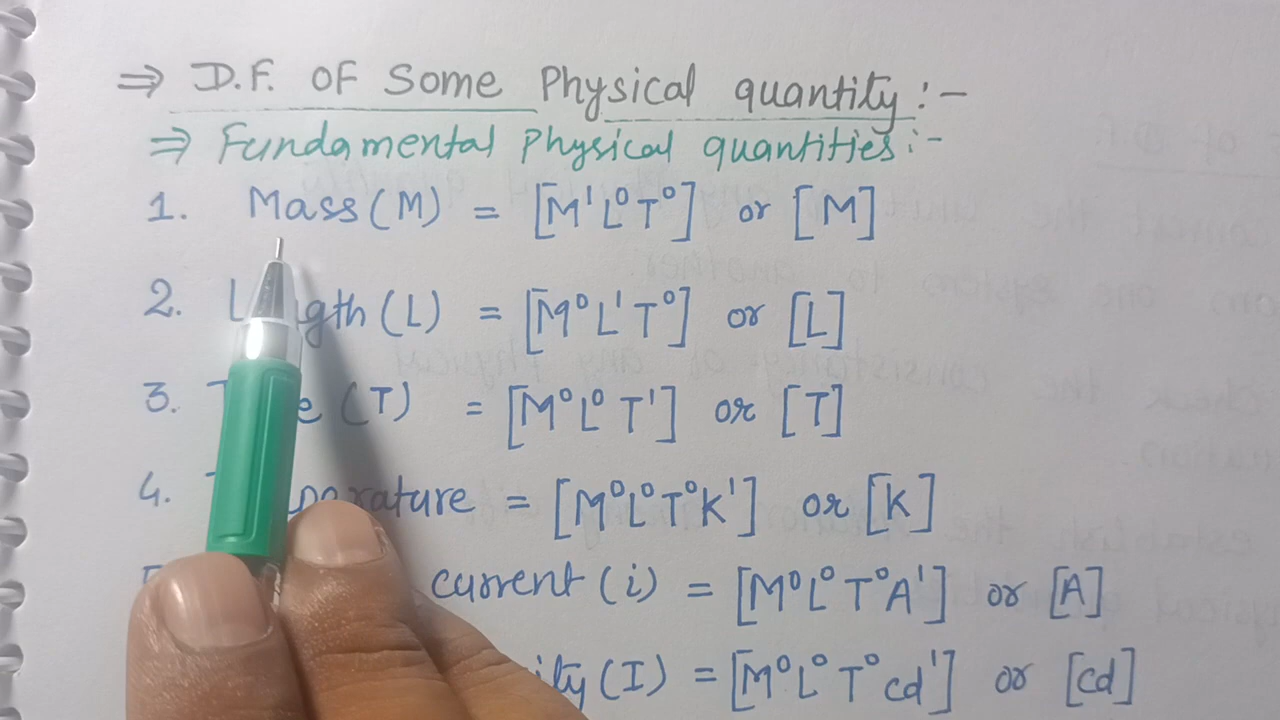 ⇒ D.F. OF Some Physical quantity :-
⇒ Fundamental Physical quantities :-
1. Mass (M) = [M¹L⁰T⁰] or [M]
2. Length (L) = [M⁰L¹T⁰] or [L]
3. (T) = [M⁰L⁰T¹] or [T]
4. = [M⁰L⁰T⁰K¹] or [K]
current (i) = [M⁰L⁰T⁰A¹] or [A]
(I) = [M⁰L⁰T⁰cd¹] or [cd]